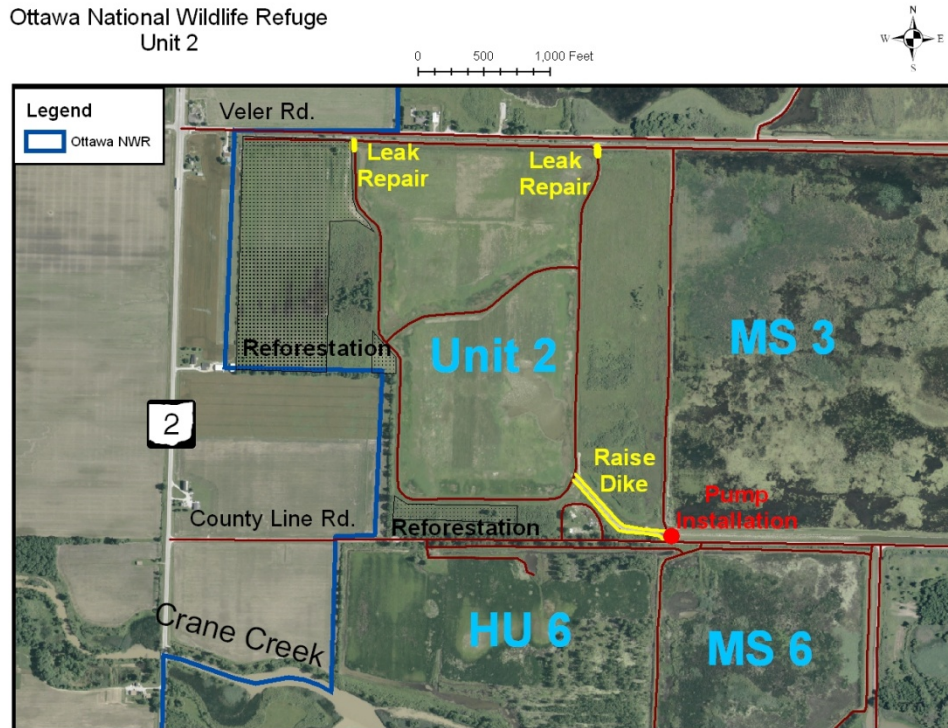 Ottawa National Wildlife Refuge
Unit 2
0 500 1,000 Feet
N
W E
S
Legend
Ottawa NWR
Veler Rd.
Leak
Repair
Leak
Repair
Reforestation
Unit 2
MS 3
2
Raise
Dike
Pump
Installation
County Line Rd.
Reforestation
Crane Creek
HU 6
MS 6